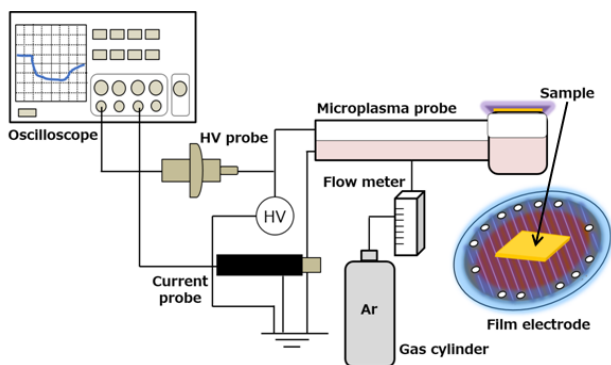 Oscilloscope
HV probe
HV
Current
probe
Microplasma probe
Flow meter
Ar
Gas cylinder
Sample
Film electrode